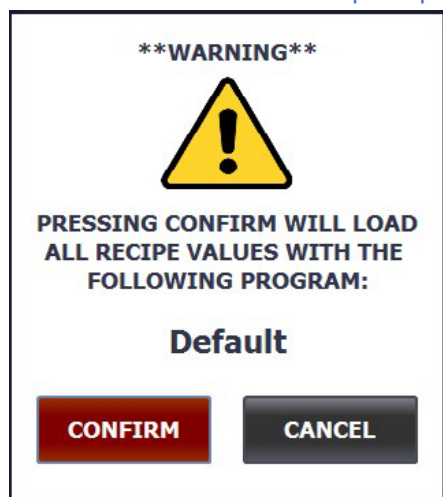 **WARNING**
PRESSING CONFIRM WILL LOAD
ALL RECIPE VALUES WITH THE
FOLLOWING PROGRAM:
Default
CONFIRM
CANCEL